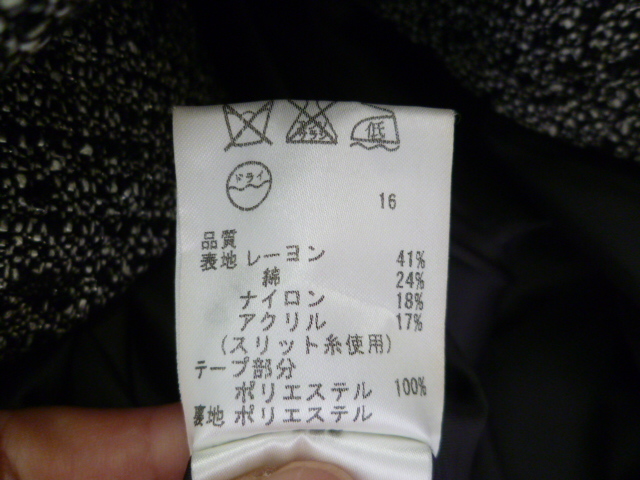 低
ドライ
16
品質
表地 レーヨン 41%
綿 24%
ナイロン 18%
アクリル 17%
(スリット糸使用)
テープ部分
ポリエステル 100%
裏地 ポリエステル